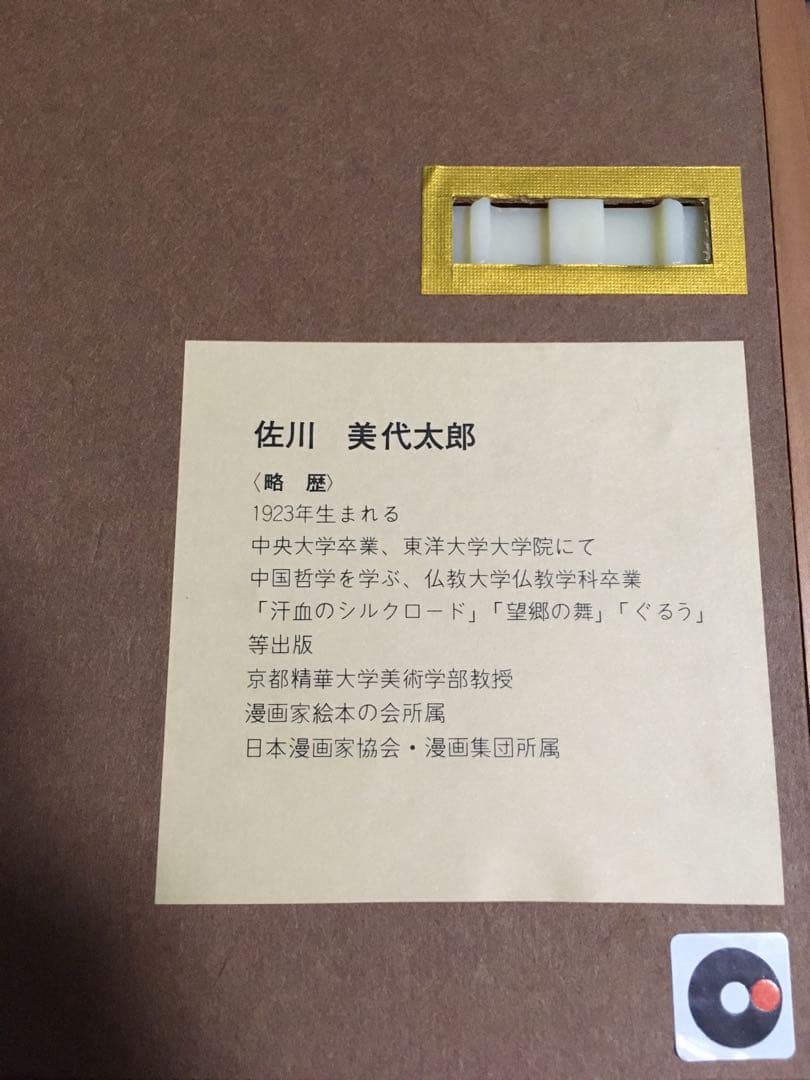 佐川　美代太郎
〈略　歴〉
1923年生まれる
中央大学卒業、東洋大学大学院にて
中国哲学を学ぶ、仏教大学仏教学科卒業
「汗血のシルクロード」「望郷の舞」「ぐるう」
等出版
京都精華大学美術学部教授
漫画家絵本の会所属
日本漫画家協会・漫画集団所属